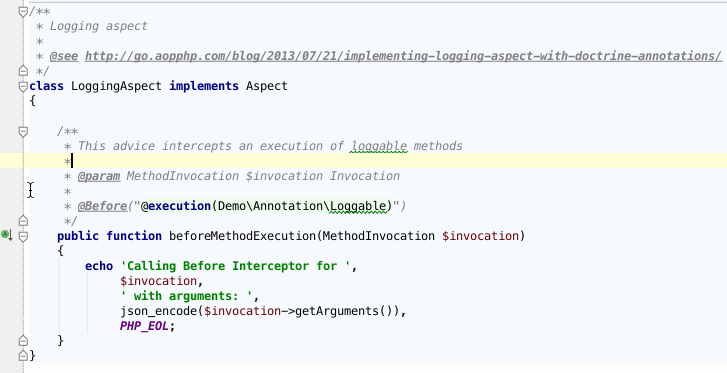 /**
 * Logging aspect
 *
 * @see http://go.aopphp.com/blog/2013/07/21/implementing-logging-aspect-with-doctrine-annotations/
 */
class LoggingAspect implements Aspect
{
    /**
     * This advice intercepts an execution of loggable methods
     *
     * @param MethodInvocation $invocation Invocation
     *
     * @Before("@execution(Demo\Annotation\Loggable)")
     */
    public function beforeMethodExecution(MethodInvocation $invocation)
    {
        echo 'Calling Before Interceptor for ',
             $invocation,
             ' with arguments: ',
             json_encode($invocation->getArguments()),
             PHP_EOL;
    }
}